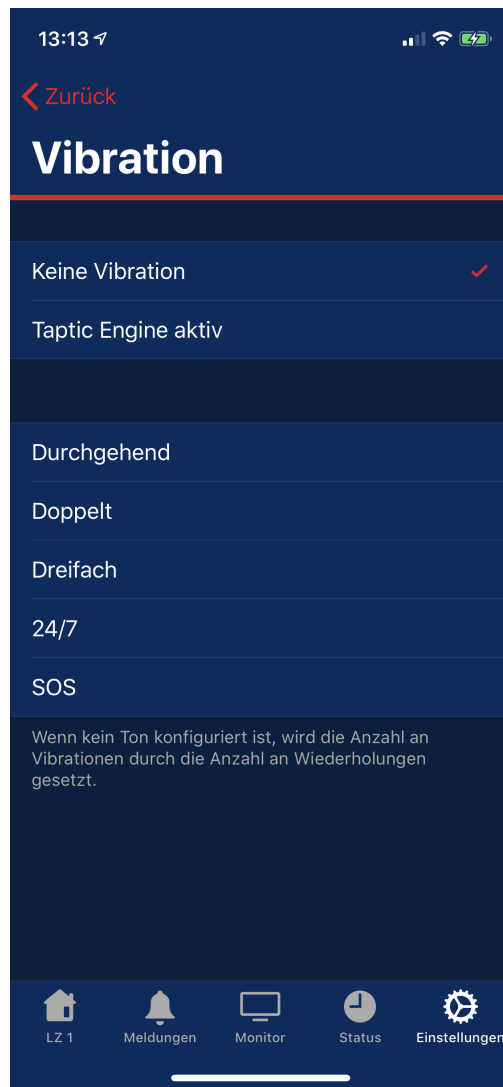 13:13
Zurück
Vibration
Keine Vibration
Taptic Engine aktiv
Durchgehend
Doppelt
Dreifach
24/7
SOS
Wenn kein Ton konfiguriert ist, wird die Anzahl an
Vibrationen durch die Anzahl an Wiederholungen
gesetzt.
LZ 1 Meldungen Monitor Status Einstellungen